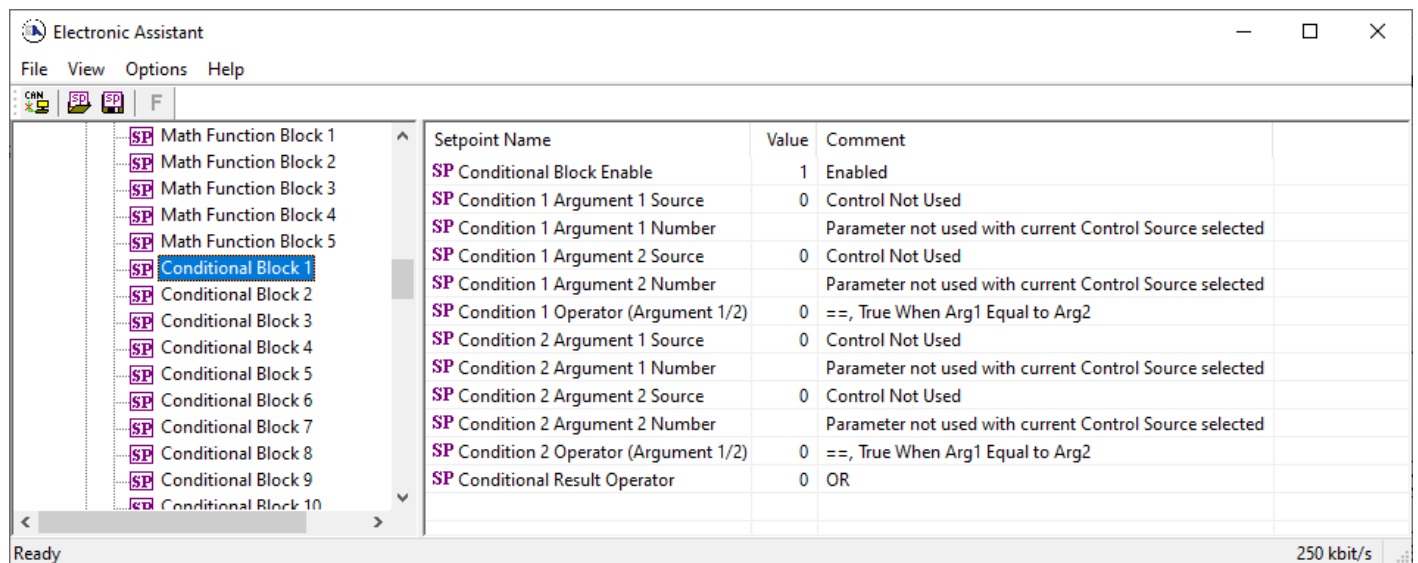 Electronic Assistant
File View Options Help
CAN SP SP F
SP Math Function Block 1
SP Math Function Block 2
SP Math Function Block 3
SP Math Function Block 4
SP Math Function Block 5
SP Conditional Block 1
SP Conditional Block 2
SP Conditional Block 3
SP Conditional Block 4
SP Conditional Block 5
SP Conditional Block 6
SP Conditional Block 7
SP Conditional Block 8
SP Conditional Block 9
SP Conditional Block 10
Setpoint Name Value Comment
SP Conditional Block Enable 1 Enabled
SP Condition 1 Argument 1 Source 0 Control Not Used
SP Condition 1 Argument 1 Number Parameter not used with current Control Source selected
SP Condition 1 Argument 2 Source 0 Control Not Used
SP Condition 1 Argument 2 Number Parameter not used with current Control Source selected
SP Condition 1 Operator (Argument 1/2) 0 ==, True When Arg1 Equal to Arg2
SP Condition 2 Argument 1 Source 0 Control Not Used
SP Condition 2 Argument 1 Number Parameter not used with current Control Source selected
SP Condition 2 Argument 2 Source 0 Control Not Used
SP Condition 2 Argument 2 Number Parameter not used with current Control Source selected
SP Condition 2 Operator (Argument 1/2) 0 ==, True When Arg1 Equal to Arg2
SP Conditional Result Operator 0 OR
Ready 250 kbit/s